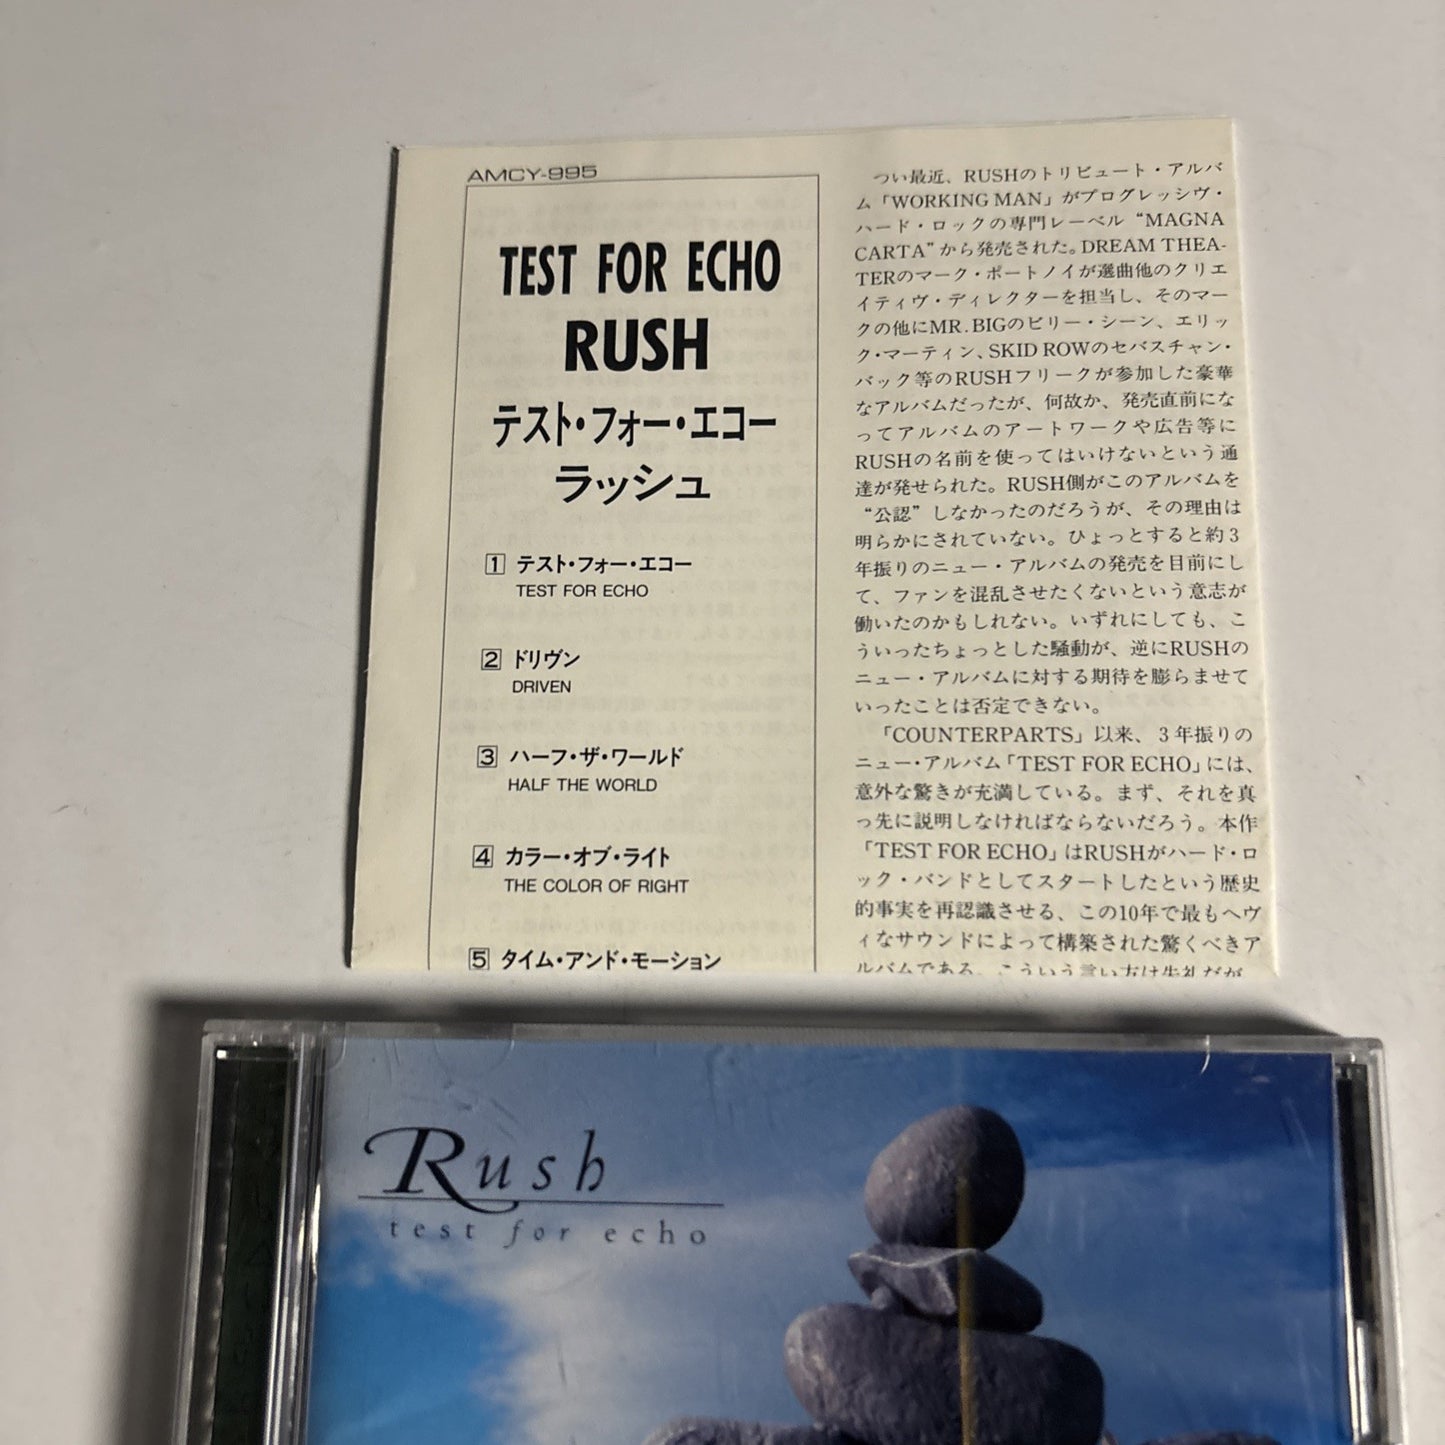 AMCY-995
TEST FOR ECHO
RUSH
テスト・フォー・エコー
ラッシュ
1 テスト・フォー・エコー
TEST FOR ECHO
2 ドリヴン
DRIVEN
3 ハーフ・ザ・ワールド
HALF THE WORLD
4 カラー・オブ・ライト
THE COLOR OF RIGHT
5 タイム・アンド・モーション
つい最近、RUSHのトリビュート・アルバ
ム「WORKING MAN」がプログレッシヴ・
ハード・ロックの専門レーベル“MAGNA
CARTA”から発売された。DREAM THEA-
TERのマーク・ポートノイが選曲他のクリエ
イティヴ・ディレクターを担当し、そのマー
クの他にMR. BIGのビリー・シーン、エリッ
ク・マーティン、SKID ROWのセバスチャン・
バック等のRUSHフリークが参加した豪華
なアルバムだったが、何故か、発売直前にな
ってアルバムのアートワークや広告等に
RUSHの名前を使ってはいけないという通
達が発せられた。RUSH側がこのアルバムを
“公認”しなかったのだろうが、その理由は
明らかにされていない。ひょっとすると約3
年振りのニュー・アルバムの発売を目前にし
て、ファンを混乱させたくないという意志が
働いたのかもしれない。いずれにしても、こ
ういったちょっとした騒動が、逆にRUSHの
ニュー・アルバムに対する期待を膨らませて
いったことは否定できない。
「COUNTERPARTS」以来、3年振りの
ニュー・アルバム「TEST FOR ECHO」には、
意外な驚きが充満している。まず、それを真
っ先に説明しなければならないだろう。本作
「TEST FOR ECHO」はRUSHがハード・ロ
ック・バンドとしてスタートしたという歴史
的事実を再認識させる、この10年で最もヘヴ
ィなサウンドによって構築された驚くべきア
ルバムである。こういう言い方は失礼だが
Rush
test for echo